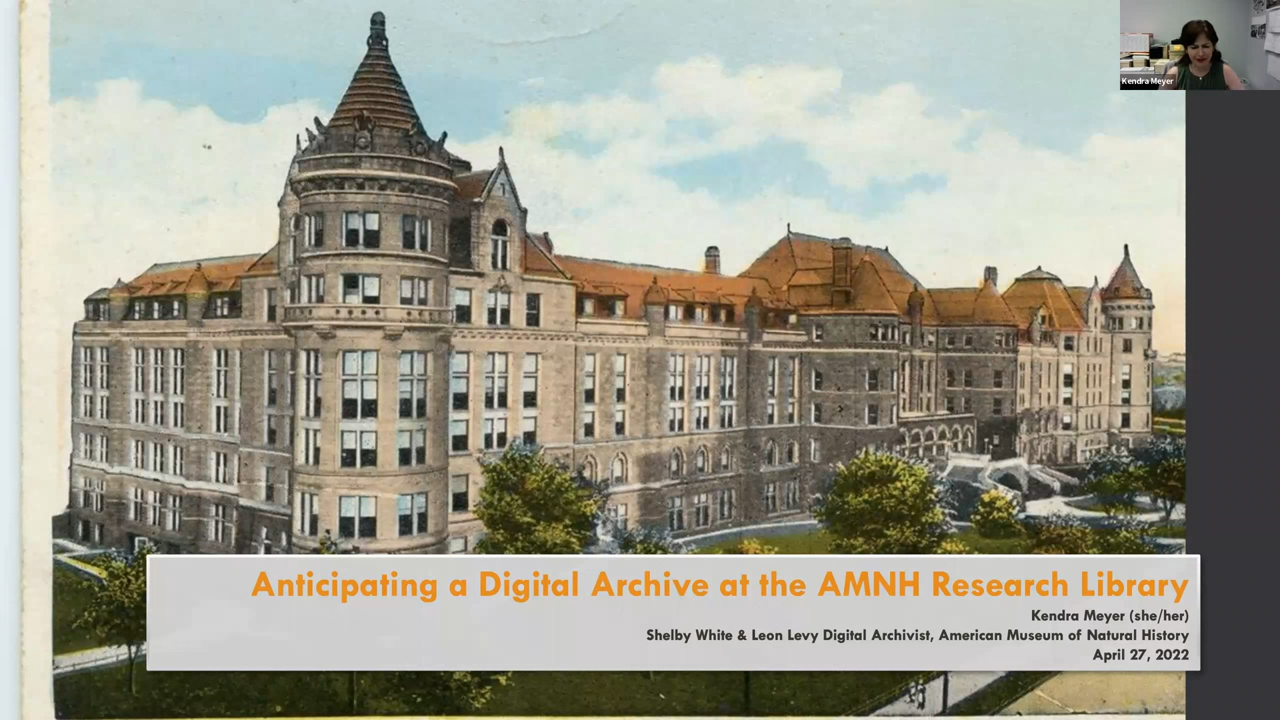 Kendra Meyer
Anticipating a Digital Archive at the AMNH Research Library
Kendra Meyer (she/her)
Shelby White & Leon Levy Digital Archivist, American Museum of Natural History
April 27, 2022